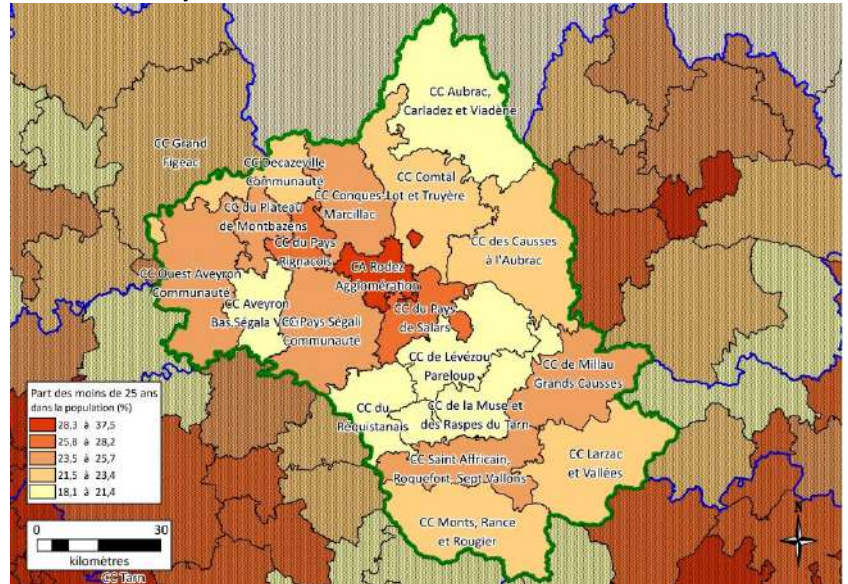 CC Aubrac,
Carladez et Viadène
CC Grand
Figeac
CC Decazeville
Communauté
CC Comtal
Lot et Truyère
CC Conques-
Marcillac
CC du Plateau
de Montbazens
CC du Pays
Rignacois
CC des Causses
à l'Aubrac
CA Rodez
Agglomération
CC Ouest Aveyron
Communauté
CC Aveyron
Bas Ségala V
CC Pays Ségali
Communauté
CC du Pays
de Salars
CC de Lévézou
Pareloup
CC de Millau
Grands Causses
CC du
Réquistanais
CC de la Muse et
des Raspes du Tarn
CC Saint Affricain,
Roquefort, Sept Vallons
CC Larzac
et Vallées
CC Monts, Rance
et Rougier
Part des moins de 25 ans
dans la population (%)
28,3 à 37,5
25,8 à 28,2
23,5 à 25,7
21,5 à 23,4
18,1 à 21,4
0 30
kilomètres
CC Tarn
N